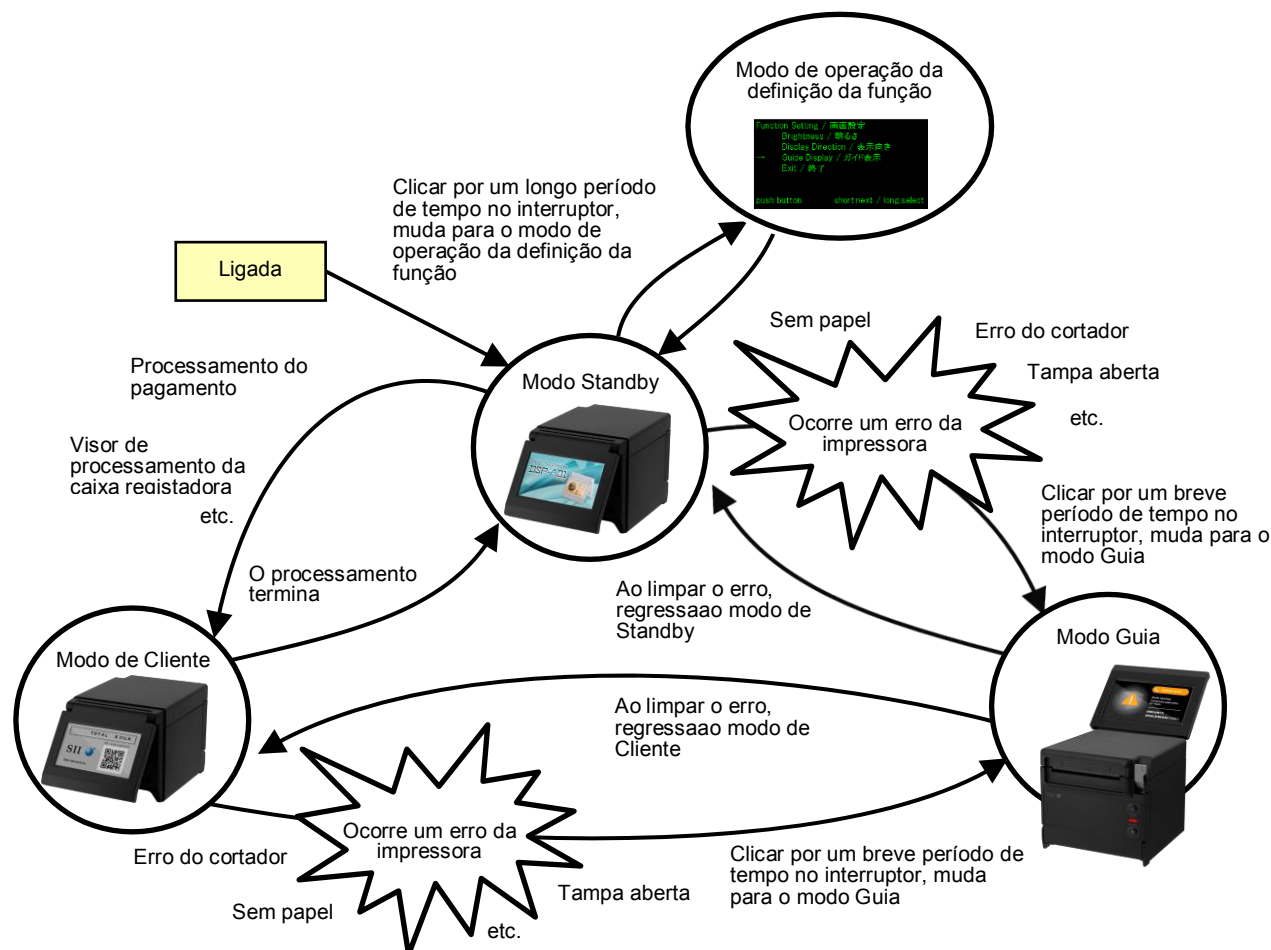 Modo de operação da
definição da função
Function Setting / 画面設定
Brightness / 明るさ
Display Direction / 表示向き
→ Guide Display / ガイド表示
Exit / 終了
push button short:next / long:select
Clicar por um longo período
de tempo no interruptor,
muda para o modo de
operação da definição da
função
Ligada
Sem papel
Erro do cortador
Tampa aberta
etc.
Ocorre um erro da
impressora
Modo Standby
DSP-A01
Processamento do
pagamento
Visor de
processamento da
caixa registadora
etc.
Clicar por um breve
período de tempo no
interruptor, muda para o
modo Guia
O processamento
termina
Ao limpar o erro,
regressaao modo de
Standby
Modo Guia
Modo de Cliente
TOTAL
SII
Ao limpar o erro,
regressaao modo de
Cliente
Ocorre um erro da
impressora
Erro do cortador
Sem papel
Tampa aberta
etc.
Clicar por um breve período de
tempo no interruptor, muda
para o modo Guia